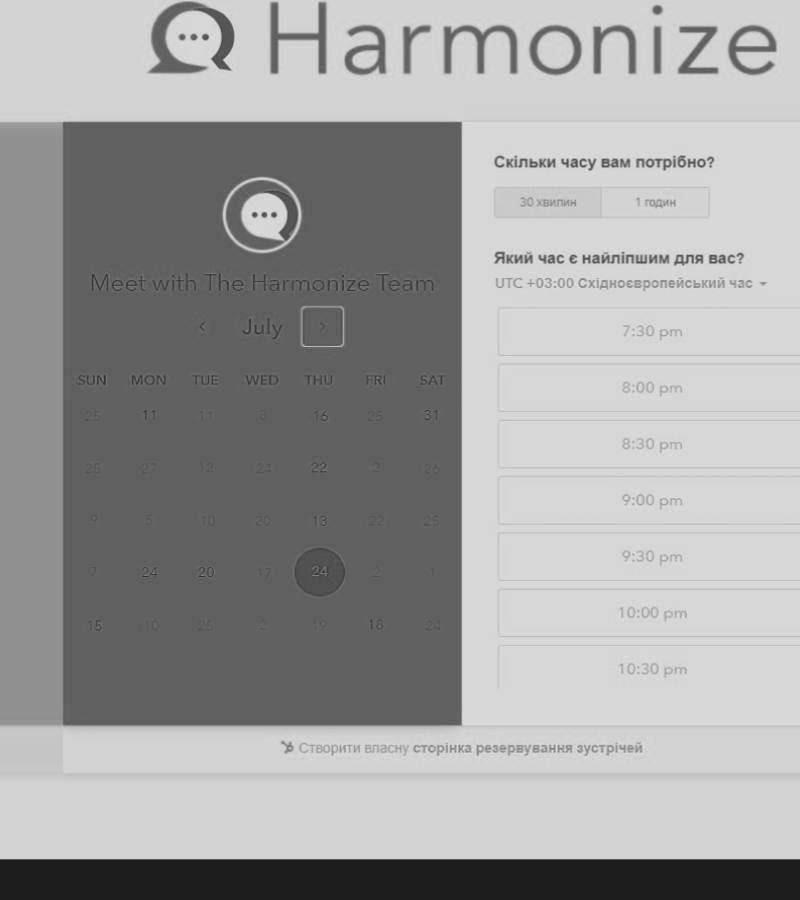 Harmonize
Meet with The Harmonize Team
July
SUN MON TUE WED THU FRI SAT
25 11 11 8 16 25 31
25 27 12 24 22 2 26
9 5 10 20 13 22 25
7 24 20 17 24 2 1
15 10 25 2 19 18 24
Скільки часу вам потрібно?
30 хвилин 1 годин
Який час є найліпшим для вас?
UTC +03:00 Східноєвропейський час
7:30 pm
8:00 pm
8:30 pm
9:00 pm
9:30 pm
10:00 pm
10:30 pm
Створити власну сторінка резервування зустрічей